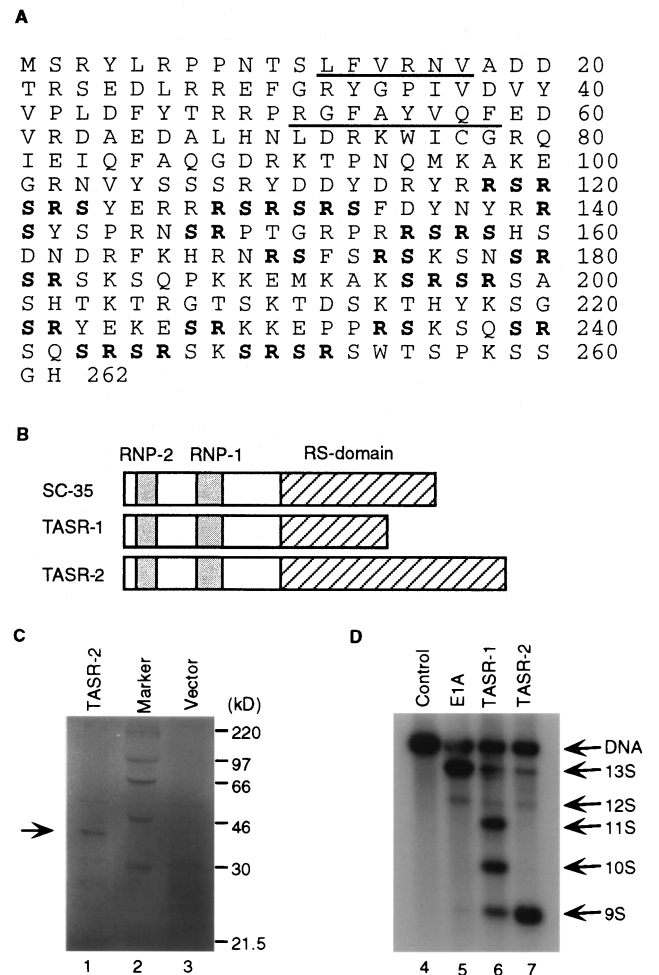 A
M S R Y L R P P N T S L F V R N V A D D 20
T R S E D L R R E F G R Y G P I V D V Y 40
V P L D F Y T R R P R G F A Y V Q F E D 60
V R D A E D A L H N L D R K W I C G R Q 80
I E I Q F A Q G D R K T P N Q M K A K E 100
G R N V Y S S S R Y D D Y D R Y R R S R 120
S R S Y E R R R S R S R S F D Y N Y R R 140
S Y S P R N S R P T G R P R R S R S H S 160
D N D R F K H R N R S F S R S K S N S R 180
S R S K S Q P K K E M K A K S R S R S A 200
S H T K T R G T S K T D S K T H Y K S G 220
S R Y E K E S R K K E P P R S K S Q S R 240
S Q S R S R S K S R S R S W T S P K S S 260
G H 262
B
RNP-2 RNP-1 RS-domain
SC-35
TASR-1
TASR-2
C
TASR-2 Marker Vector (kD)
220
97
66
46
30
21.5
1 2 3
D
Control E1A TASR-1 TASR-2
DNA
13S
12S
11S
10S
9S
4 5 6 7